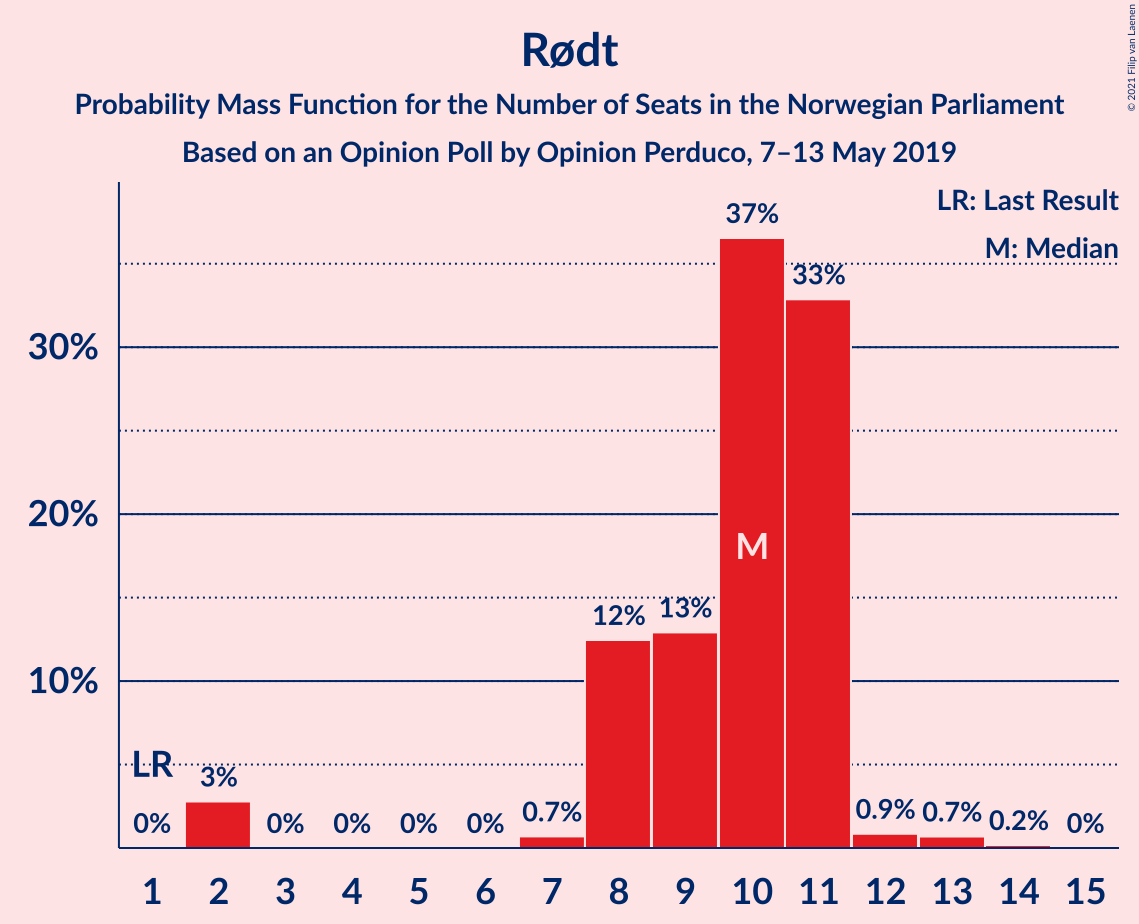 Rødt
Probability Mass Function for the Number of Seats in the Norwegian Parliament
Based on an Opinion Poll by Opinion Perduco, 7–13 May 2019
© 2021 Filip van Laenen
LR: Last Result
M: Median
37%
33%
30%
20%
M
12%
13%
10%
LR
3%
0%
0%
0%
0%
0%
0.7%
0.9%
0.7%
0.2%
0%
1 2 3 4 5 6 7 8 9 10 11 12 13 14 15